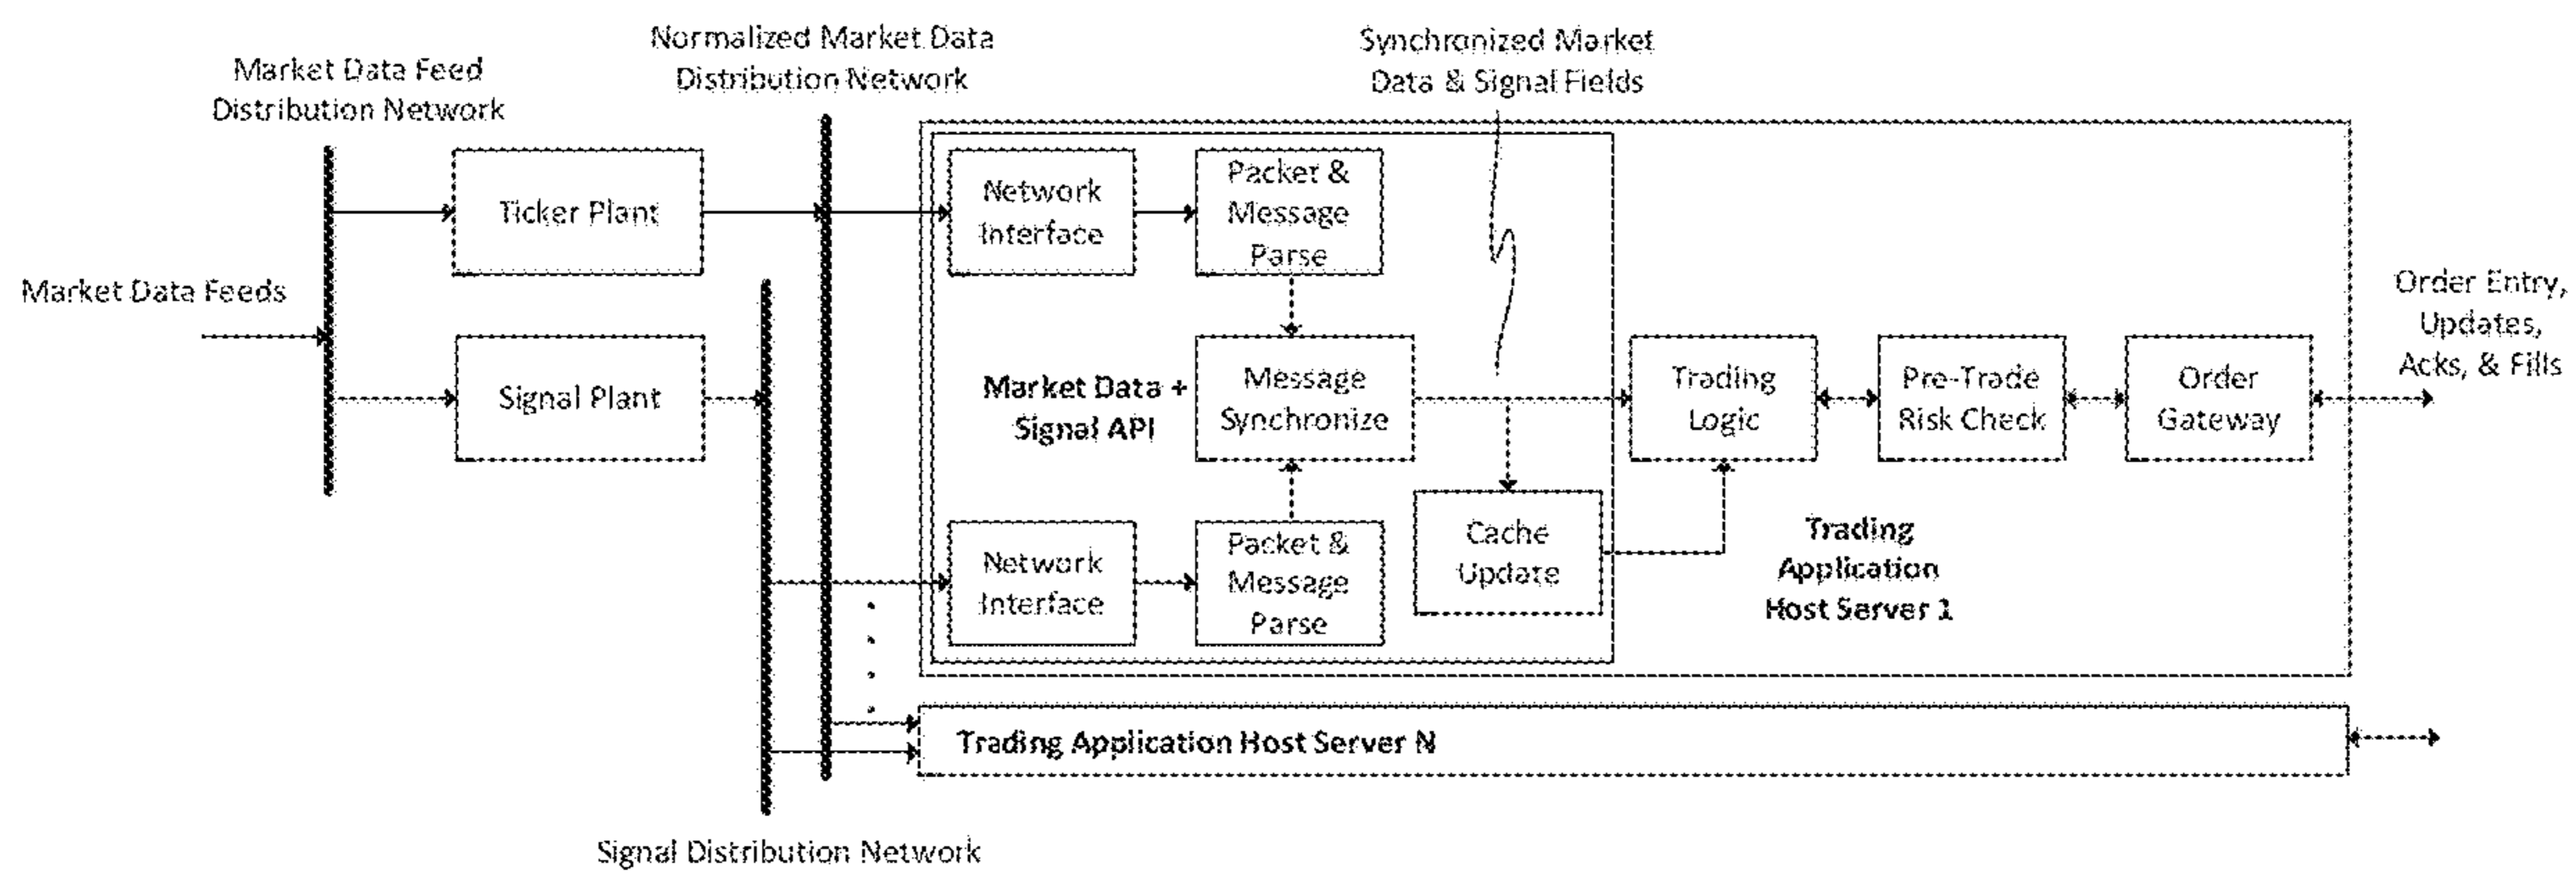 Normalized Market Data
Distribution Network
Synchronized Market
Data & Signal Fields
Market Data Feed
Distribution Network
Ticker Plant
Network
Interface
Packet &
Message
Parse
Market Data Feeds
Order Entry,
Updates,
Acks, & Fills
Signal Plant
Market Data +
Signal API
Message
Synchronize
Trading
Logic
Pre-Trade
Risk Check
Order
Gateway
Network
Interface
Packet &
Message
Parse
Cache
Update
Trading
Application
Host Server 1
Trading Application Host Server N
Signal Distribution Network